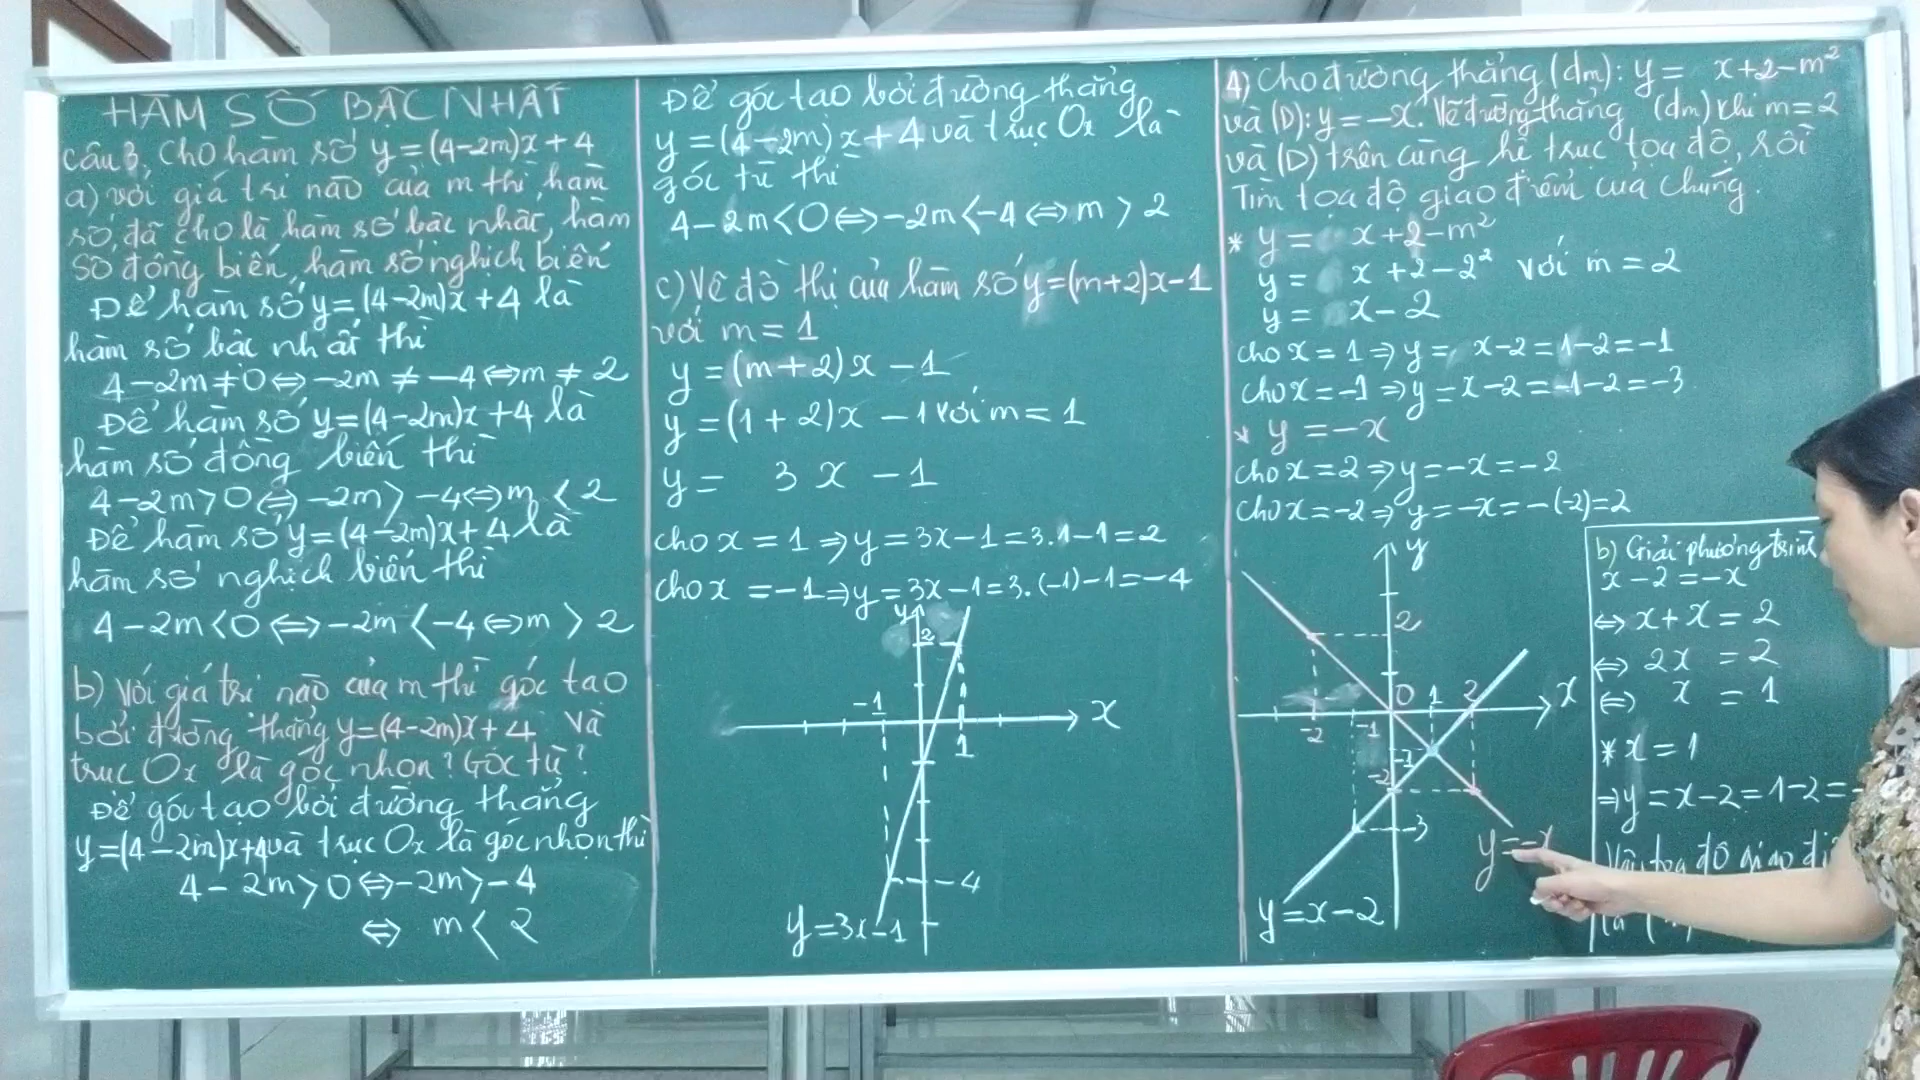 HÀM SỐ BẬC NHẤT
câu 3: Cho hàm số y=(4-2m)x+4
a) với giá trị nào của m thì hàm
số đã cho là hàm số bậc nhất, hàm
số đồng biến, hàm số nghịch biến
Để hàm số y=(4-2m)x+4 là
hàm số bậc nhất thì
4-2m≠0⇔-2m≠-4⇔m≠2
Để hàm số y=(4-2m)x+4 là
hàm số đồng biến thì
4-2m>0⇔-2m>-4⇔m<2
Để hàm số y=(4-2m)x+4 là
hàm số nghịch biến thì
4-2m<0⇔-2m<-4⇔m>2
b) Với giá trị nào của m thì góc tạo
bởi đường thẳng y=(4-2m)x+4 và
trục Ox là góc nhọn? Góc tù?
Để góc tạo bởi đường thẳng
y=(4-2m)x+4 và trục Ox là góc nhọn thì
4-2m>0⇔-2m>-4
⇔ m<2
Để góc tạo bởi đường thẳng
y=(4-2m)x+4 và trục Ox là
góc tù thì
4-2m<0⇔-2m<-4⇔m>2
c) Vẽ đồ thị của hàm số y=(m+2)x-1
với m=1
y=(m+2)x-1
y=(1+2)x-1 với m=1
y= 3x-1
cho x=1⇒y=3x-1=3.1-1=2
cho x=-1⇒y=3x-1=3.(-1)-1=-4
y
2
-1
x
1
-4
y=3x-1
4) Cho đường thẳng (dm): y= x+2-m²
và (D): y=-x. Vẽ đường thẳng (dm) khi m=2
và (D) trên cùng hệ trục tọa độ, rồi
Tìm tọa độ giao điểm của chúng.
* y= x+2-m²
y= x+2-2² với m=2
y= x-2
cho x=1⇒y= x-2=1-2=-1
cho x=-1⇒y=x-2=-1-2=-3
* y=-x
cho x=2⇒y=-x=-2
cho x=-2⇒y=-x=-(-2)=2
y
2
0 1 2 x
-2 -1
-1
-2
-3
y=-x
y=x-2
b) Giải phương trình
x-2=-x
⇔ x+x=2
⇔ 2x=2
⇔ x=1
* x=1
⇒y=x-2=1-2=-
Vậy tọa độ giao đi
là (